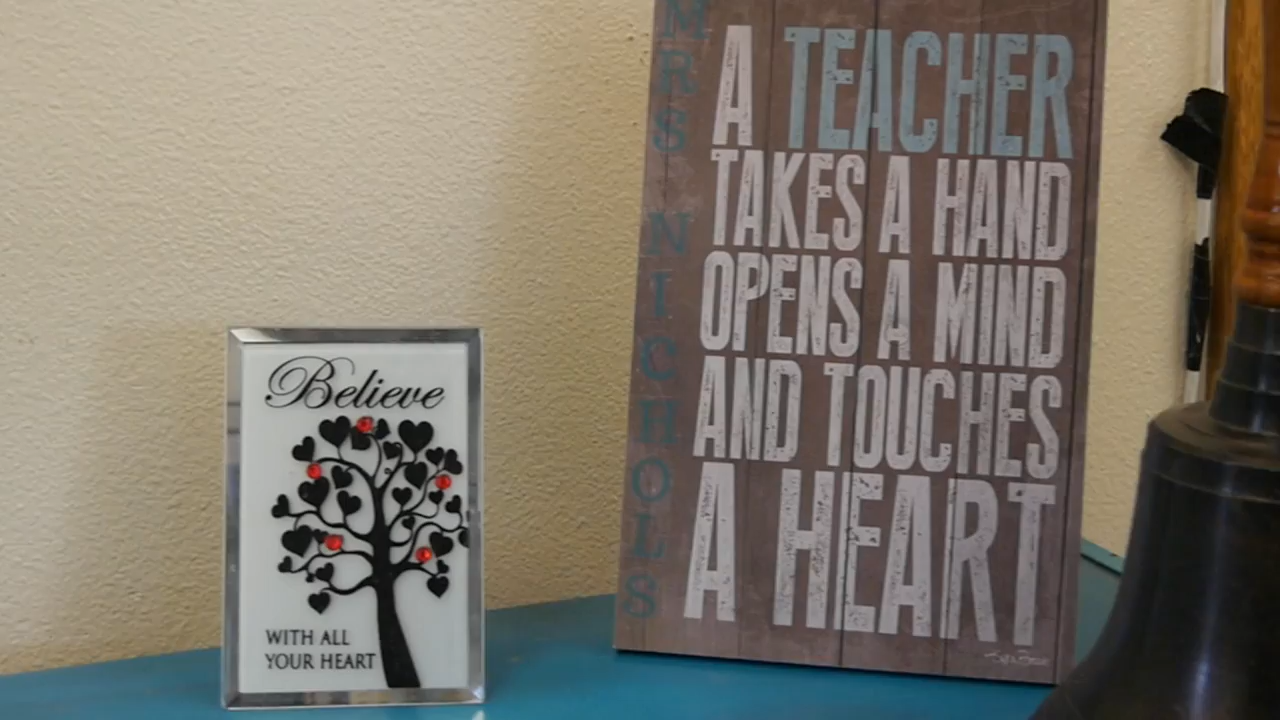 Believe
WITH ALL
YOUR HEART
MRS NICHOLS
A TEACHER
TAKES A HAND
OPENS A MIND
AND TOUCHES
A HEART